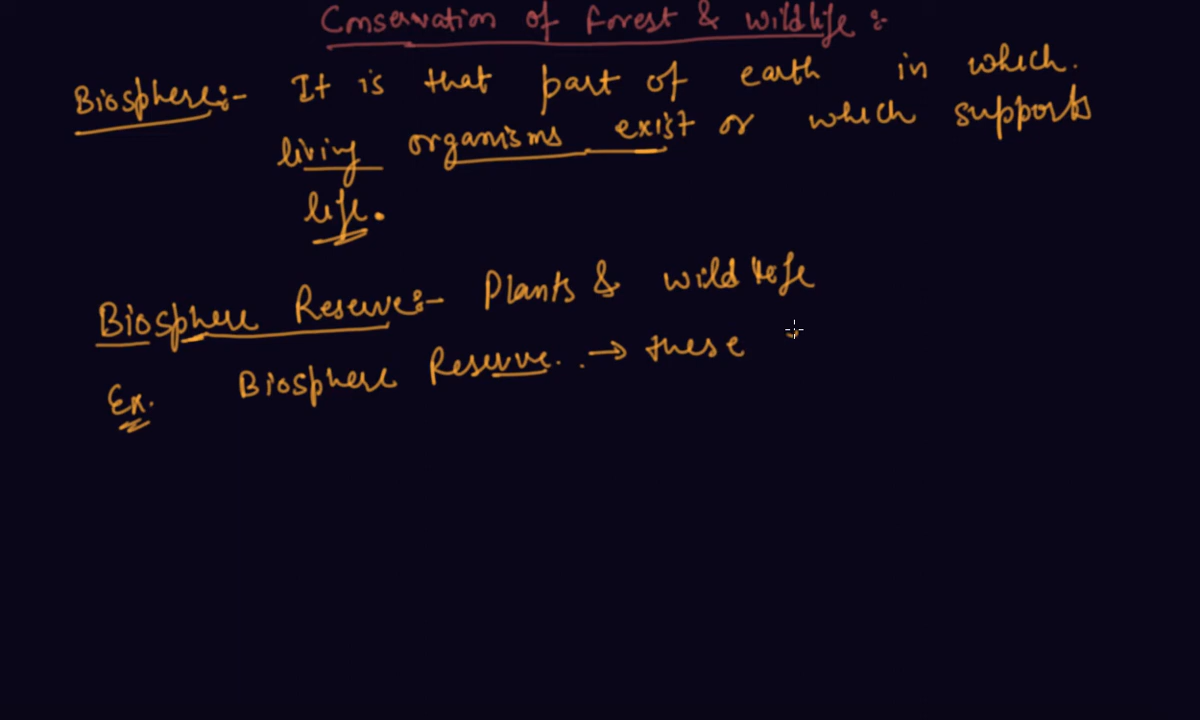 Conservation of Forest & Wildlife :-
Biosphere:- It is that part of earth in which.
living organisms exist or which supports
life.
Biosphere Reserve:- Plants & wild life
Ex. Biosphere Reserve. . → these